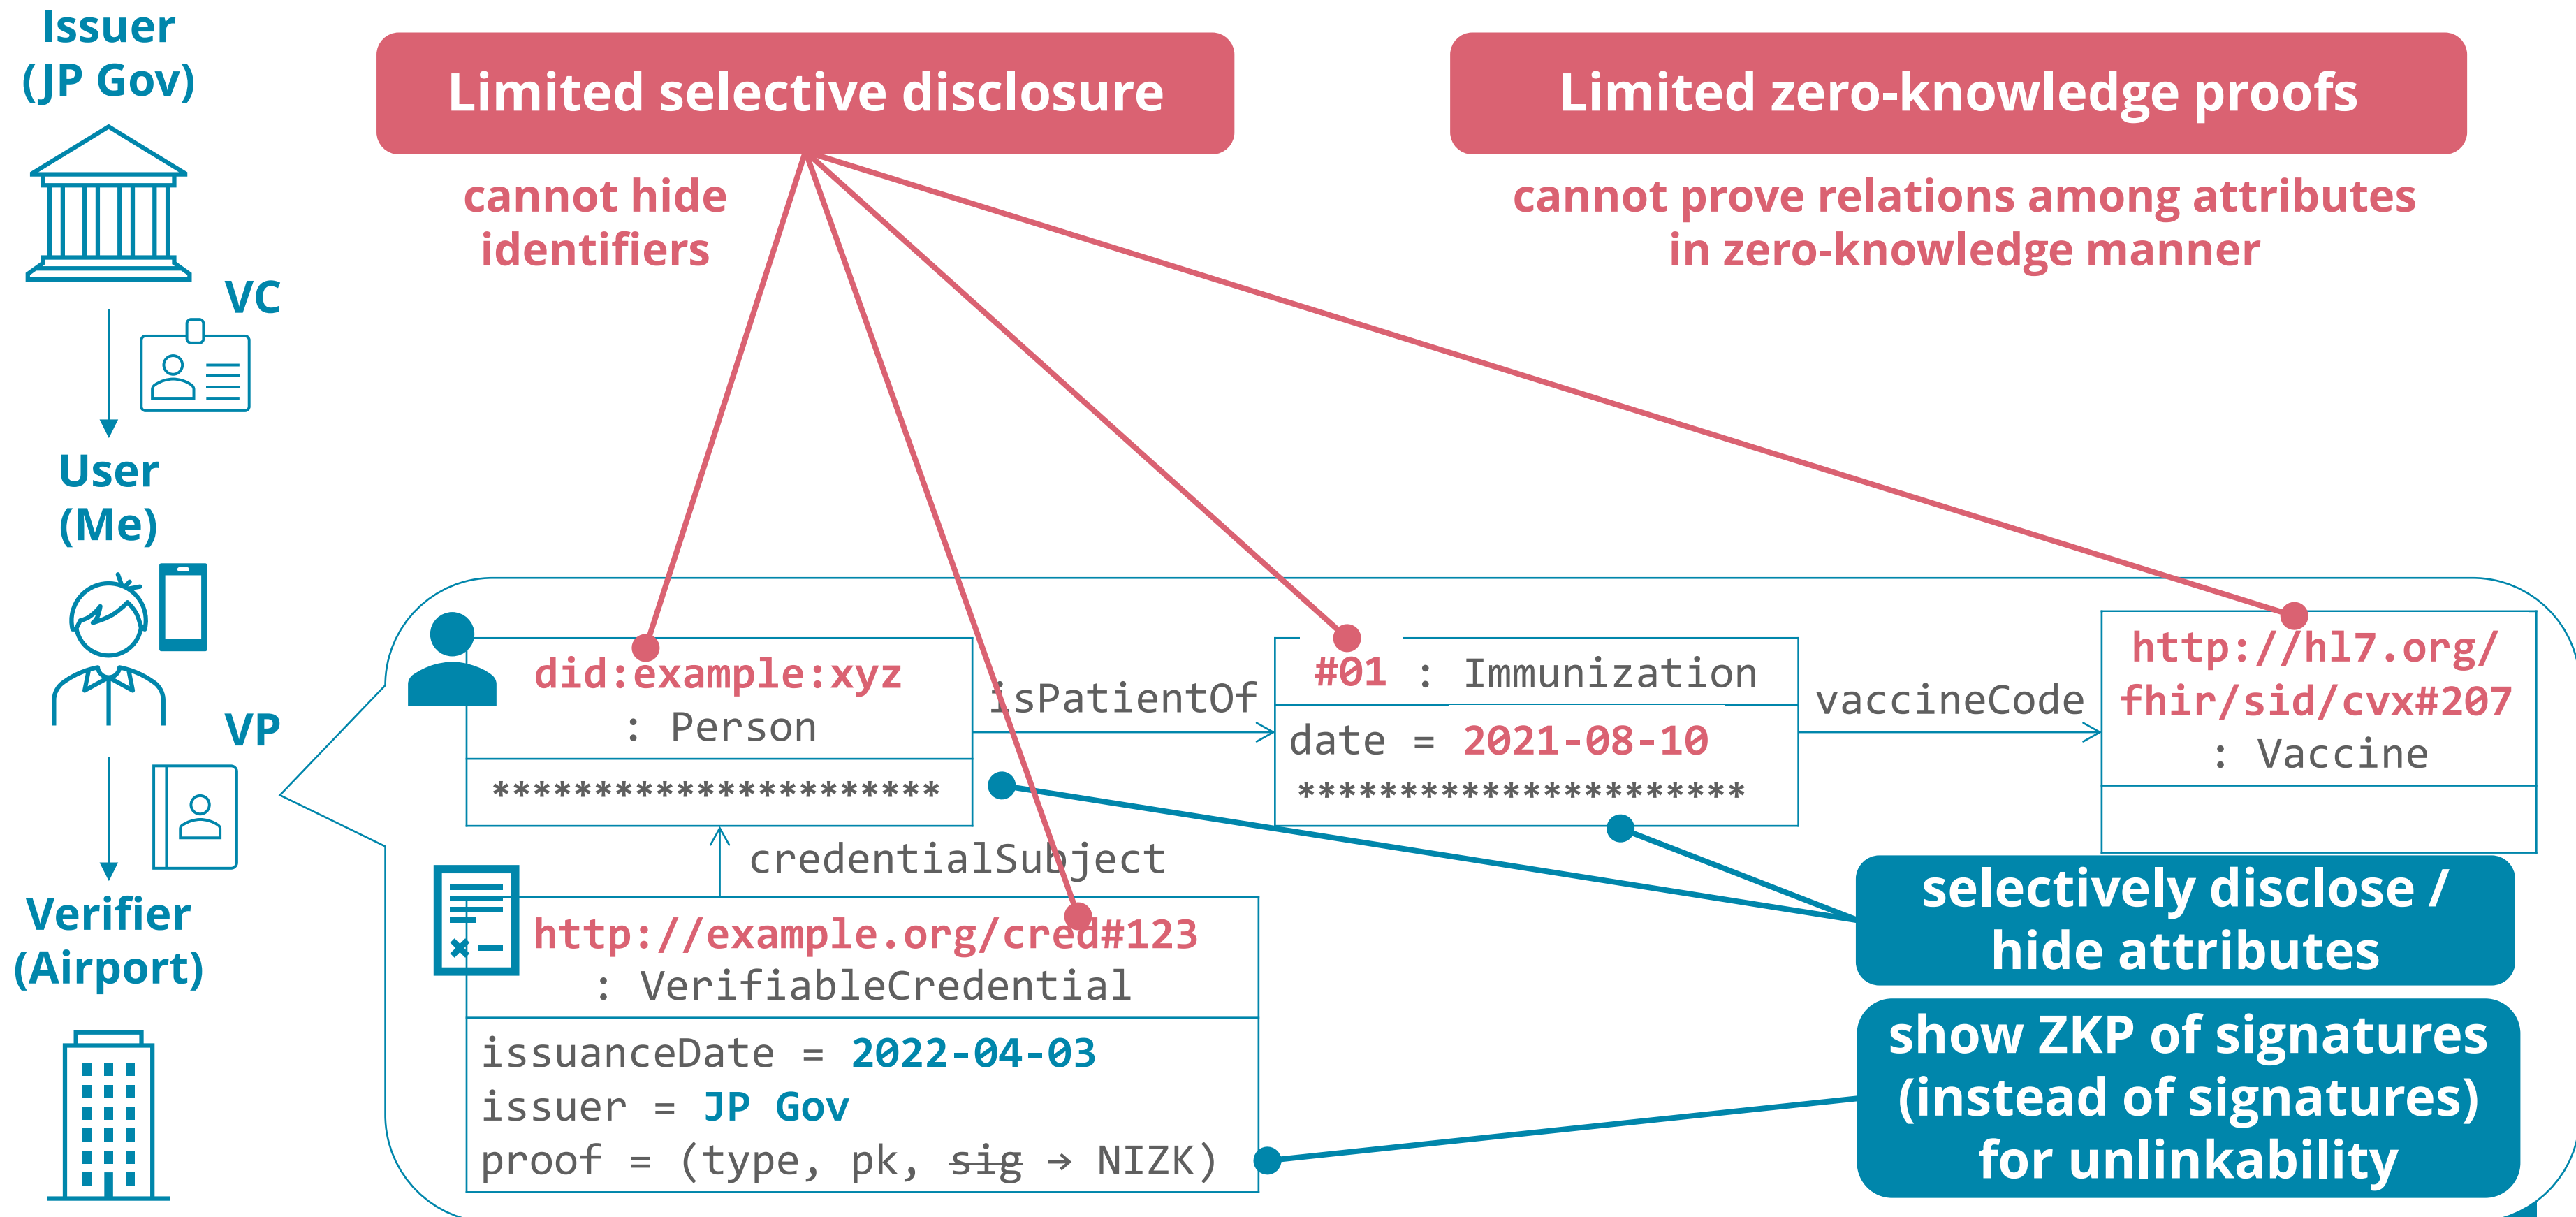 Issuer
(JP Gov)
VC
User
(Me)
VP
Verifier
(Airport)
Limited selective disclosure
cannot hide
identifiers
Limited zero-knowledge proofs
cannot prove relations among attributes
in zero-knowledge manner
did:example:xyz
: Person
**********************
isPatientOf
#01 : Immunization
date = 2021-08-10
**********************
vaccineCode
http://hl7.org/
fhir/sid/cvx#207
: Vaccine
credentialSubject
http://example.org/cred#123
: VerifiableCredential
issuanceDate = 2022-04-03
issuer = JP Gov
proof = (type, pk, sig → NIZK)
selectively disclose /
hide attributes
show ZKP of signatures
(instead of signatures)
for unlinkability